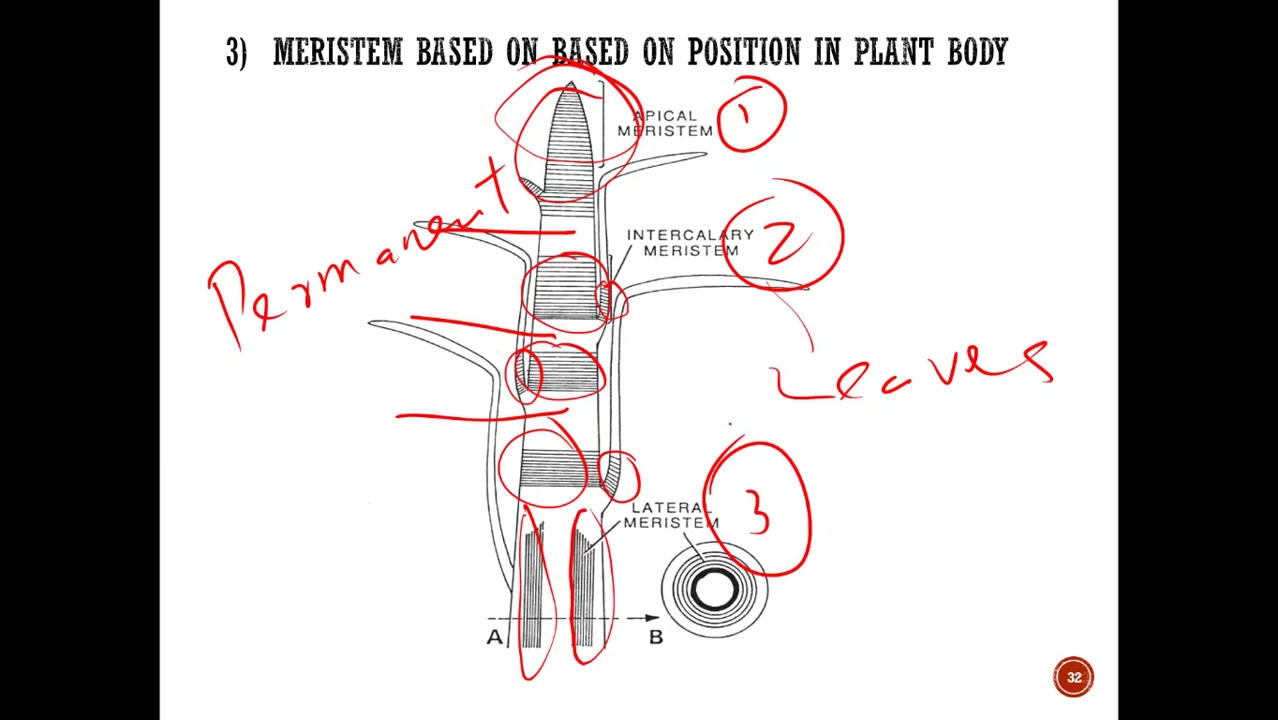 3) MERISTEM BASED ON BASED ON POSITION IN PLANT BODY
APICAL
MERISTEM
1
Permanent
INTERCALARY
MERISTEM
2
Leaves
LATERAL
MERISTEM
3
A
B
32